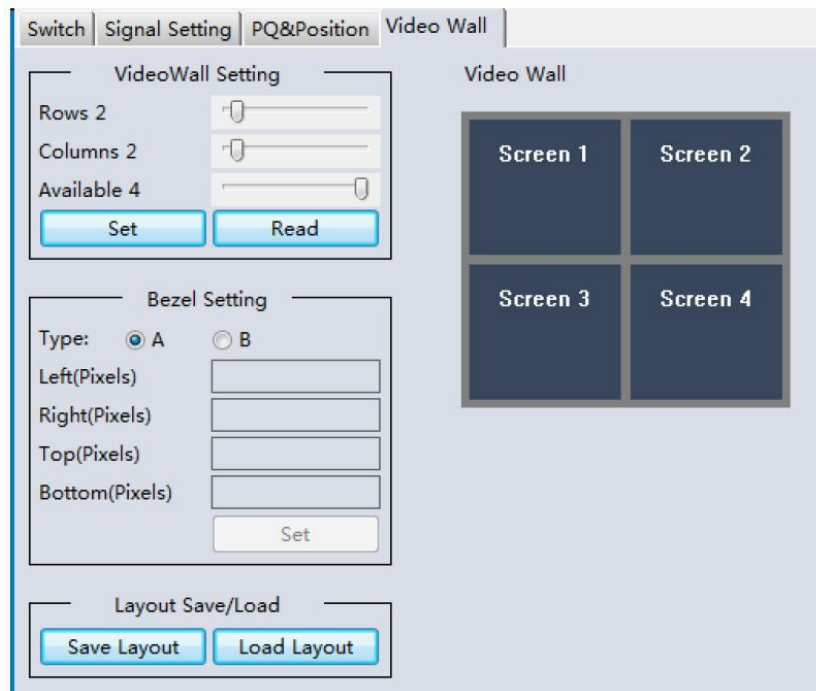 Switch Signal Setting PQ&Position Video Wall
VideoWall Setting
Rows 2
Columns 2
Available 4
Set Read
Bezel Setting
Type: A B
Left(Pixels)
Right(Pixels)
Top(Pixels)
Bottom(Pixels)
Set
Layout Save/Load
Save Layout Load Layout
Video Wall
Screen 1 Screen 2
Screen 3 Screen 4